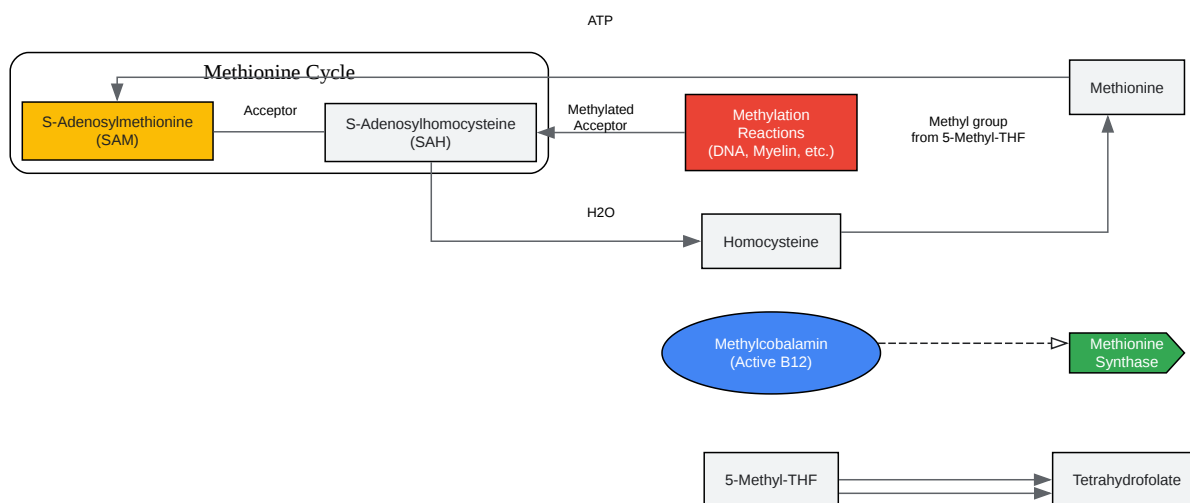 ATP
Methionine Cycle
Methionine
S-Adenosylmethionine
(SAM)
Acceptor
S-Adenosylhomocysteine
(SAH)
Methylated
Acceptor
Methylation
Reactions
(DNA, Myelin, etc.)
Methyl group
from 5-Methyl-THF
H2O
Homocysteine
Methylcobalamin
(Active B12)
Methionine
Synthase
5-Methyl-THF
Tetrahydrofolate